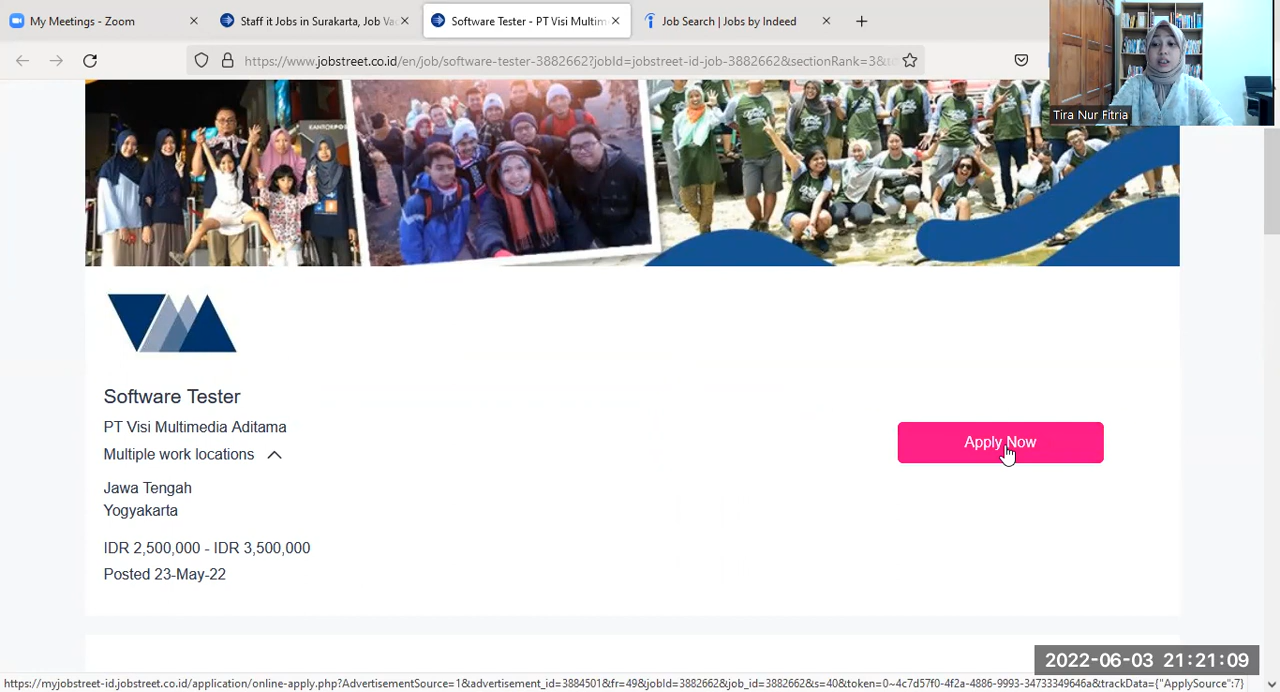 My Meetings - Zoom
Staff it Jobs in Surakarta, Job Va
Software Tester - PT Visi Multim
Job Search | Jobs by Indeed
https://www.jobstreet.co.id/en/job/software-tester-3882662?jobId=jobstreet-id-job-3882662&sectionRank=3&
Tira Nur Fitria
KANTORPOS
Software Tester
PT Visi Multimedia Aditama
Multiple work locations
Apply Now
Jawa Tengah
Yogyakarta
IDR 2,500,000 - IDR 3,500,000
Posted 23-May-22
2022-06-03 21:21:09
https://myjobstreet-id.jobstreet.co.id/application/online-apply.php?AdvertisementSource=1&advertisement_id=3884501&fr=49&jobId=3882662&job_id=3882662&s=40&token=0~4c7d57f0-4f2a-4886-9993-34733349646a&trackData={"ApplySource":7}